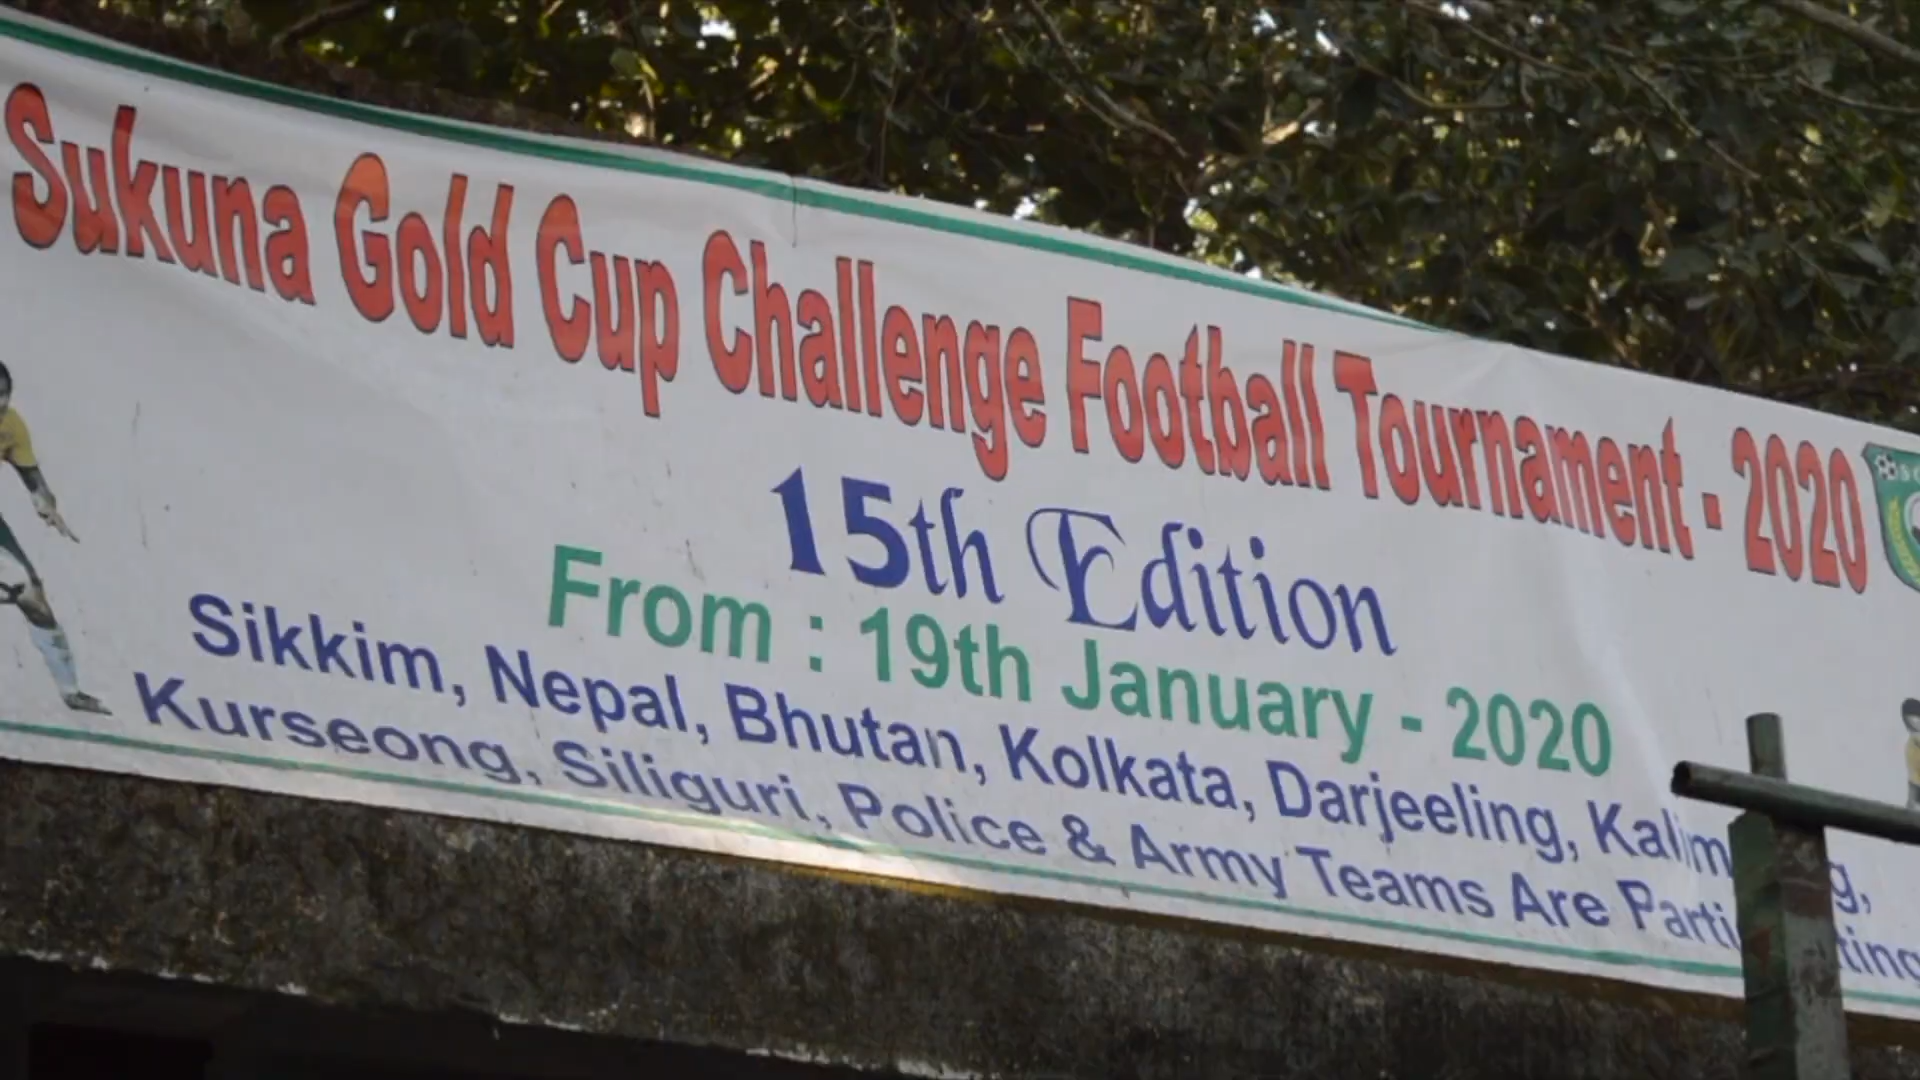 Sukuna Gold Cup Challenge Football Tournament - 2020
15th Edition
From : 19th January - 2020
Sikkim, Nepal, Bhutan, Kolkata, Darjeeling,
Kurseong, Siliguri, Police & Army Teams Are